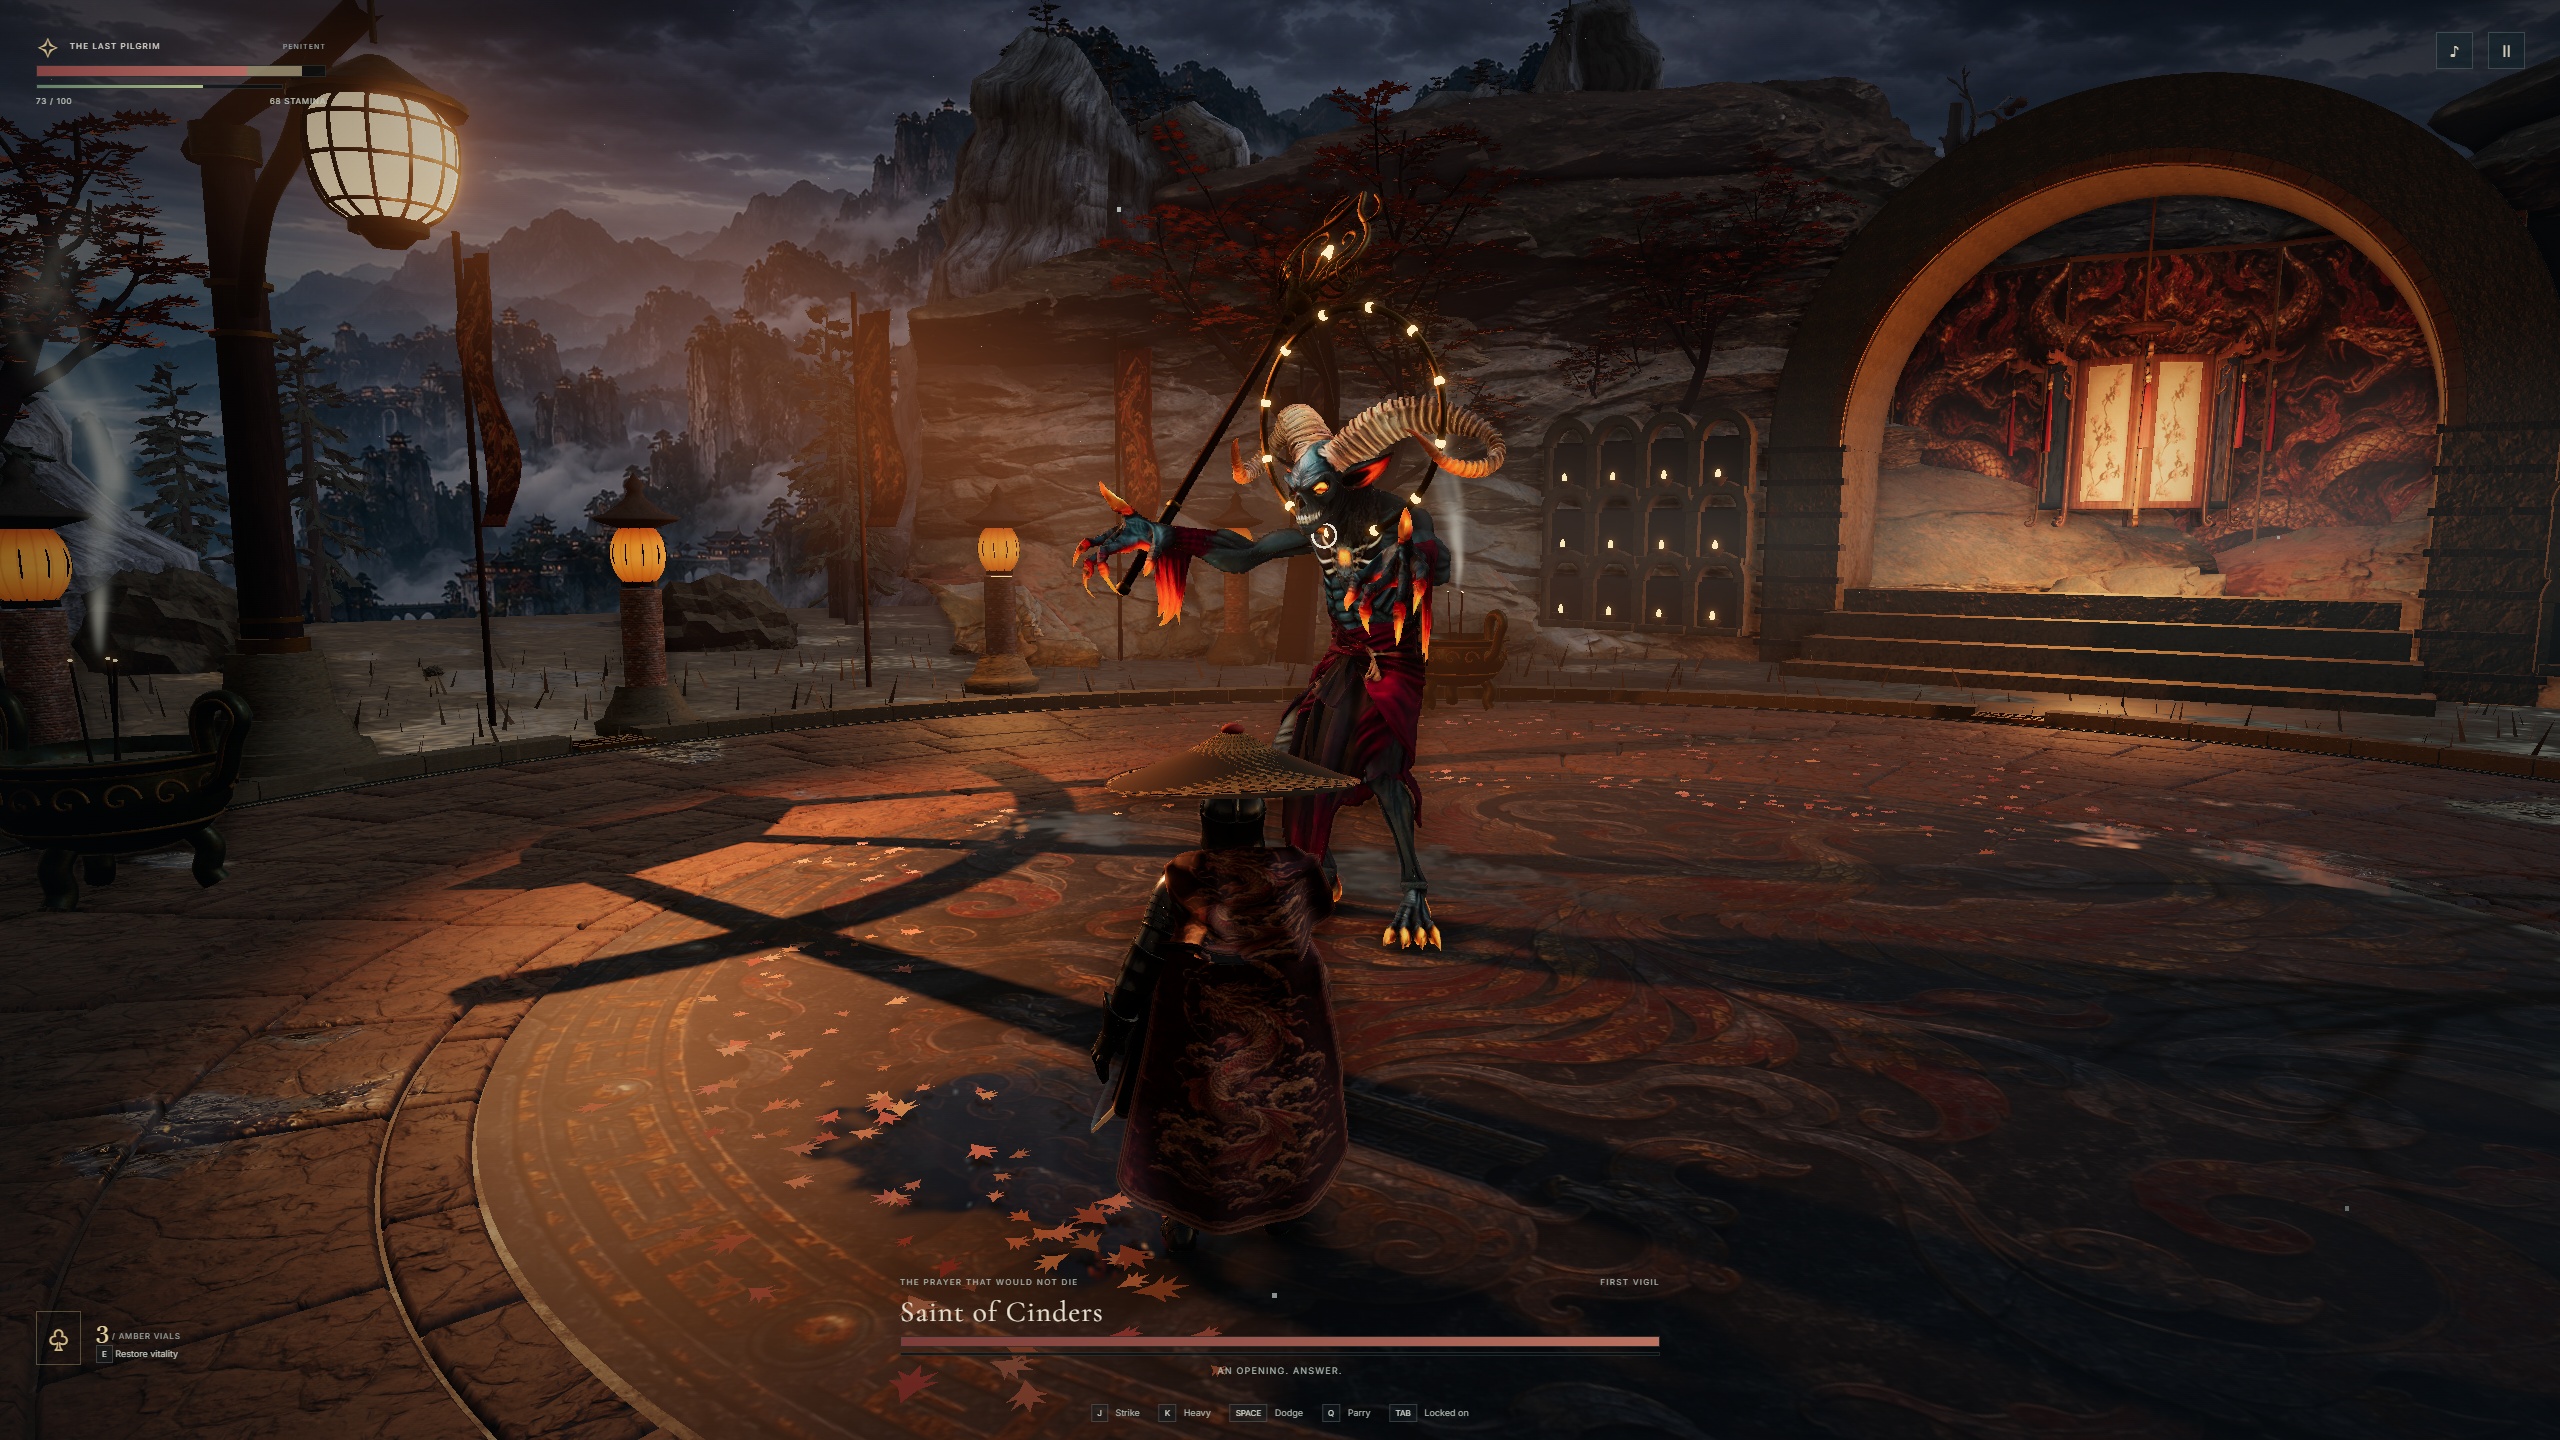 THE LAST PILGRIM PENITENT
73 / 100 68 STAMINA
THE PRAYER THAT WOULD NOT DIE FIRST VIGIL
Saint of Cinders
3 / AMBER VIALS
E Restore vitality
AN OPENING. ANSWER.
J Strike K Heavy SPACE Dodge Q Parry TAB Locked on